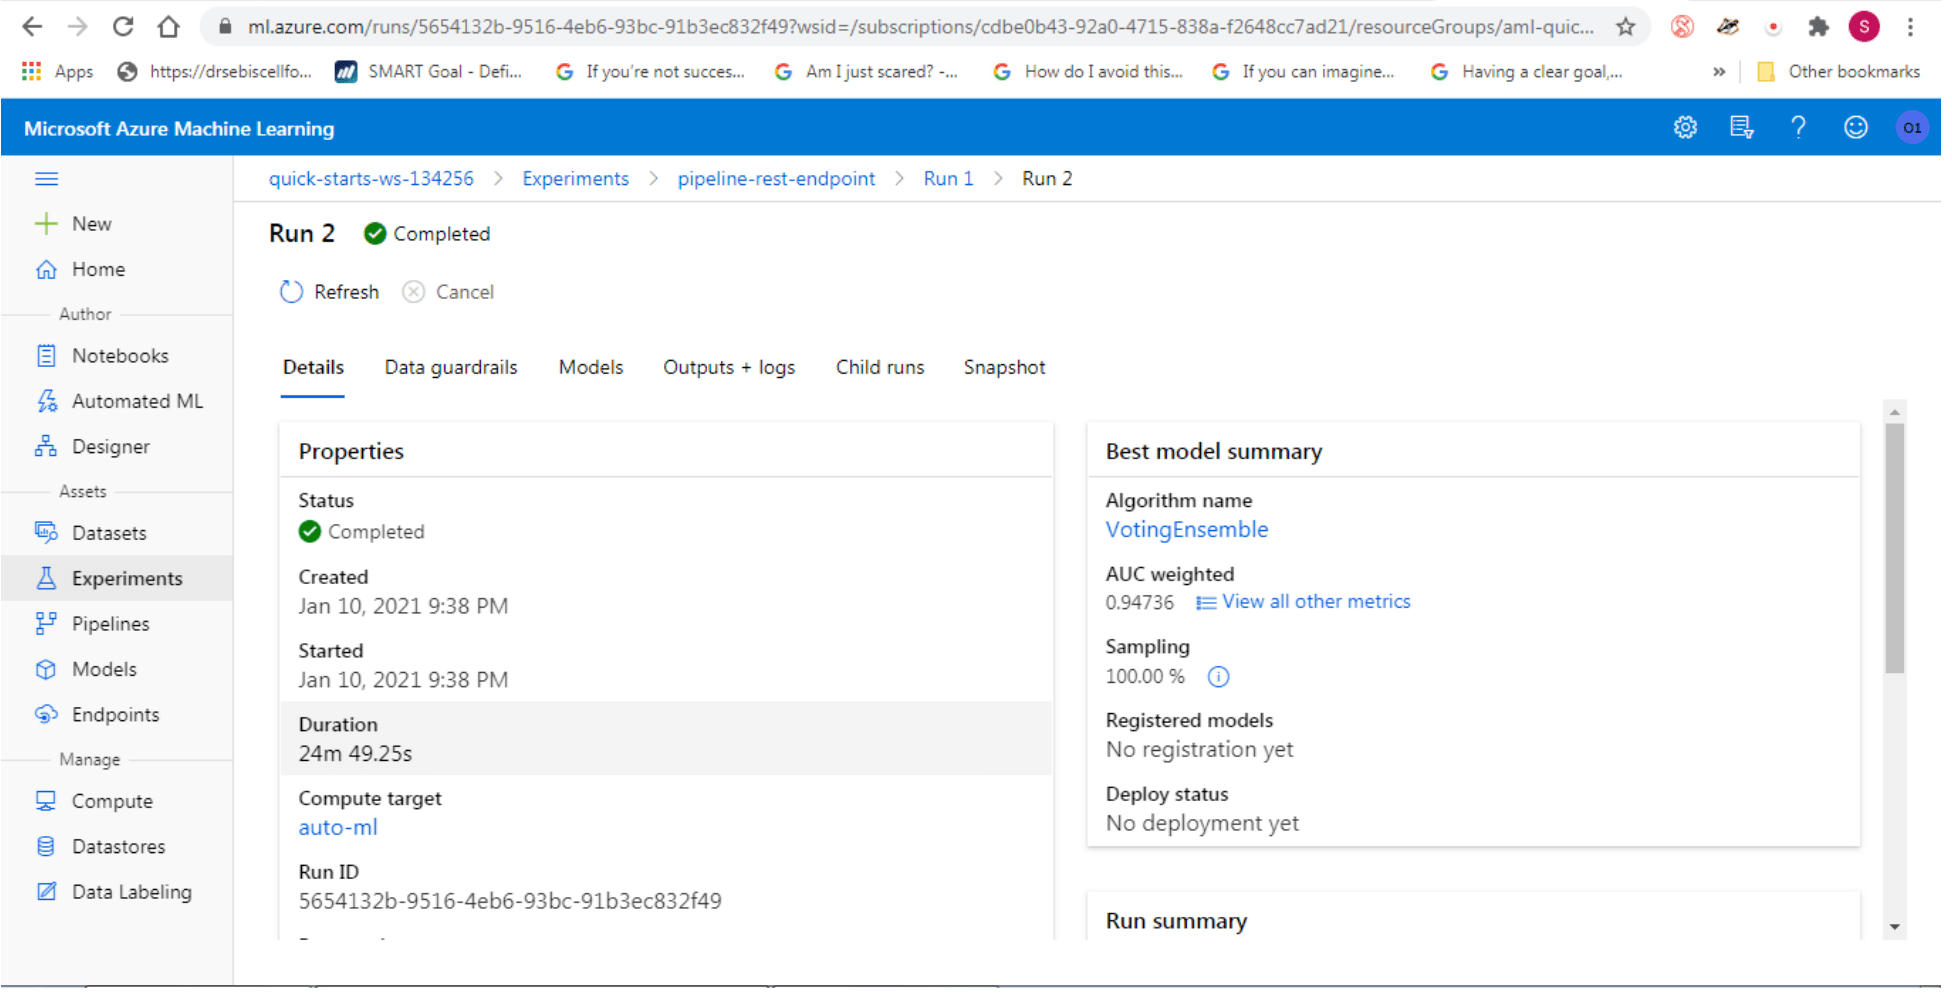 ml.azure.com/runs/5654132b-9516-4eb6-93bc-91b3ec832f49?wsid=/subscriptions/cdbe0b43-92a0-4715-838a-f2648cc7ad21/resourceGroups/aml-quic...
S
Apps https://drsebiscellfo... SMART Goal - Defi... If you're not succes... Am I just scared? -... How do I avoid this... If you can imagine... Having a clear goal,... » Other bookmarks
Microsoft Azure Machine Learning
O1
quick-starts-ws-134256 > Experiments > pipeline-rest-endpoint > Run 1 > Run 2
New
Home
Author
Notebooks
Automated ML
Designer
Assets
Datasets
Experiments
Pipelines
Models
Endpoints
Manage
Compute
Datastores
Data Labeling
Run 2 Completed
Refresh Cancel
Details Data guardrails Models Outputs + logs Child runs Snapshot
Properties
Status
Completed
Created
Jan 10, 2021 9:38 PM
Started
Jan 10, 2021 9:38 PM
Duration
24m 49.25s
Compute target
auto-ml
Run ID
5654132b-9516-4eb6-93bc-91b3ec832f49
Best model summary
Algorithm name
VotingEnsemble
AUC weighted
0.94736 View all other metrics
Sampling
100.00 %
Registered models
No registration yet
Deploy status
No deployment yet
Run summary